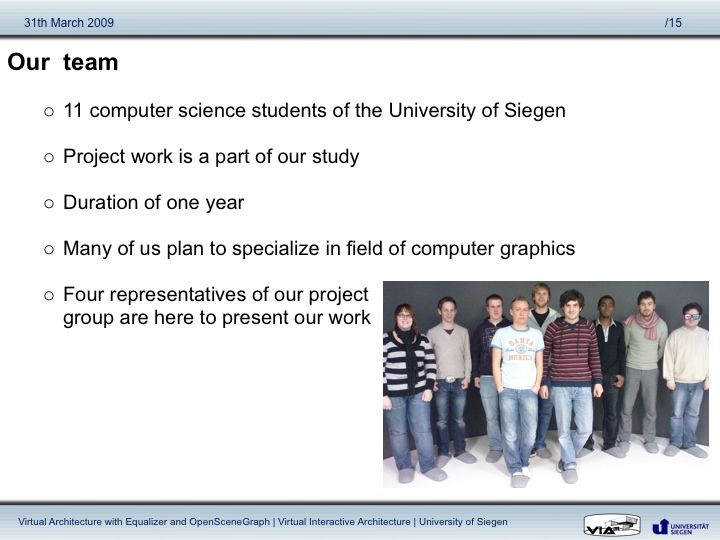 31th March 2009 /15
Our team
○ 11 computer science students of the University of Siegen
○ Project work is a part of our study
○ Duration of one year
○ Many of us plan to specialize in field of computer graphics
○ Four representatives of our project
group are here to present our work
SANTA
MONICA
Virtual Architecture with Equalizer and OpenSceneGraph | Virtual Interactive Architecture | University of Siegen
VIA
UNIVERSITÄT
SIEGEN